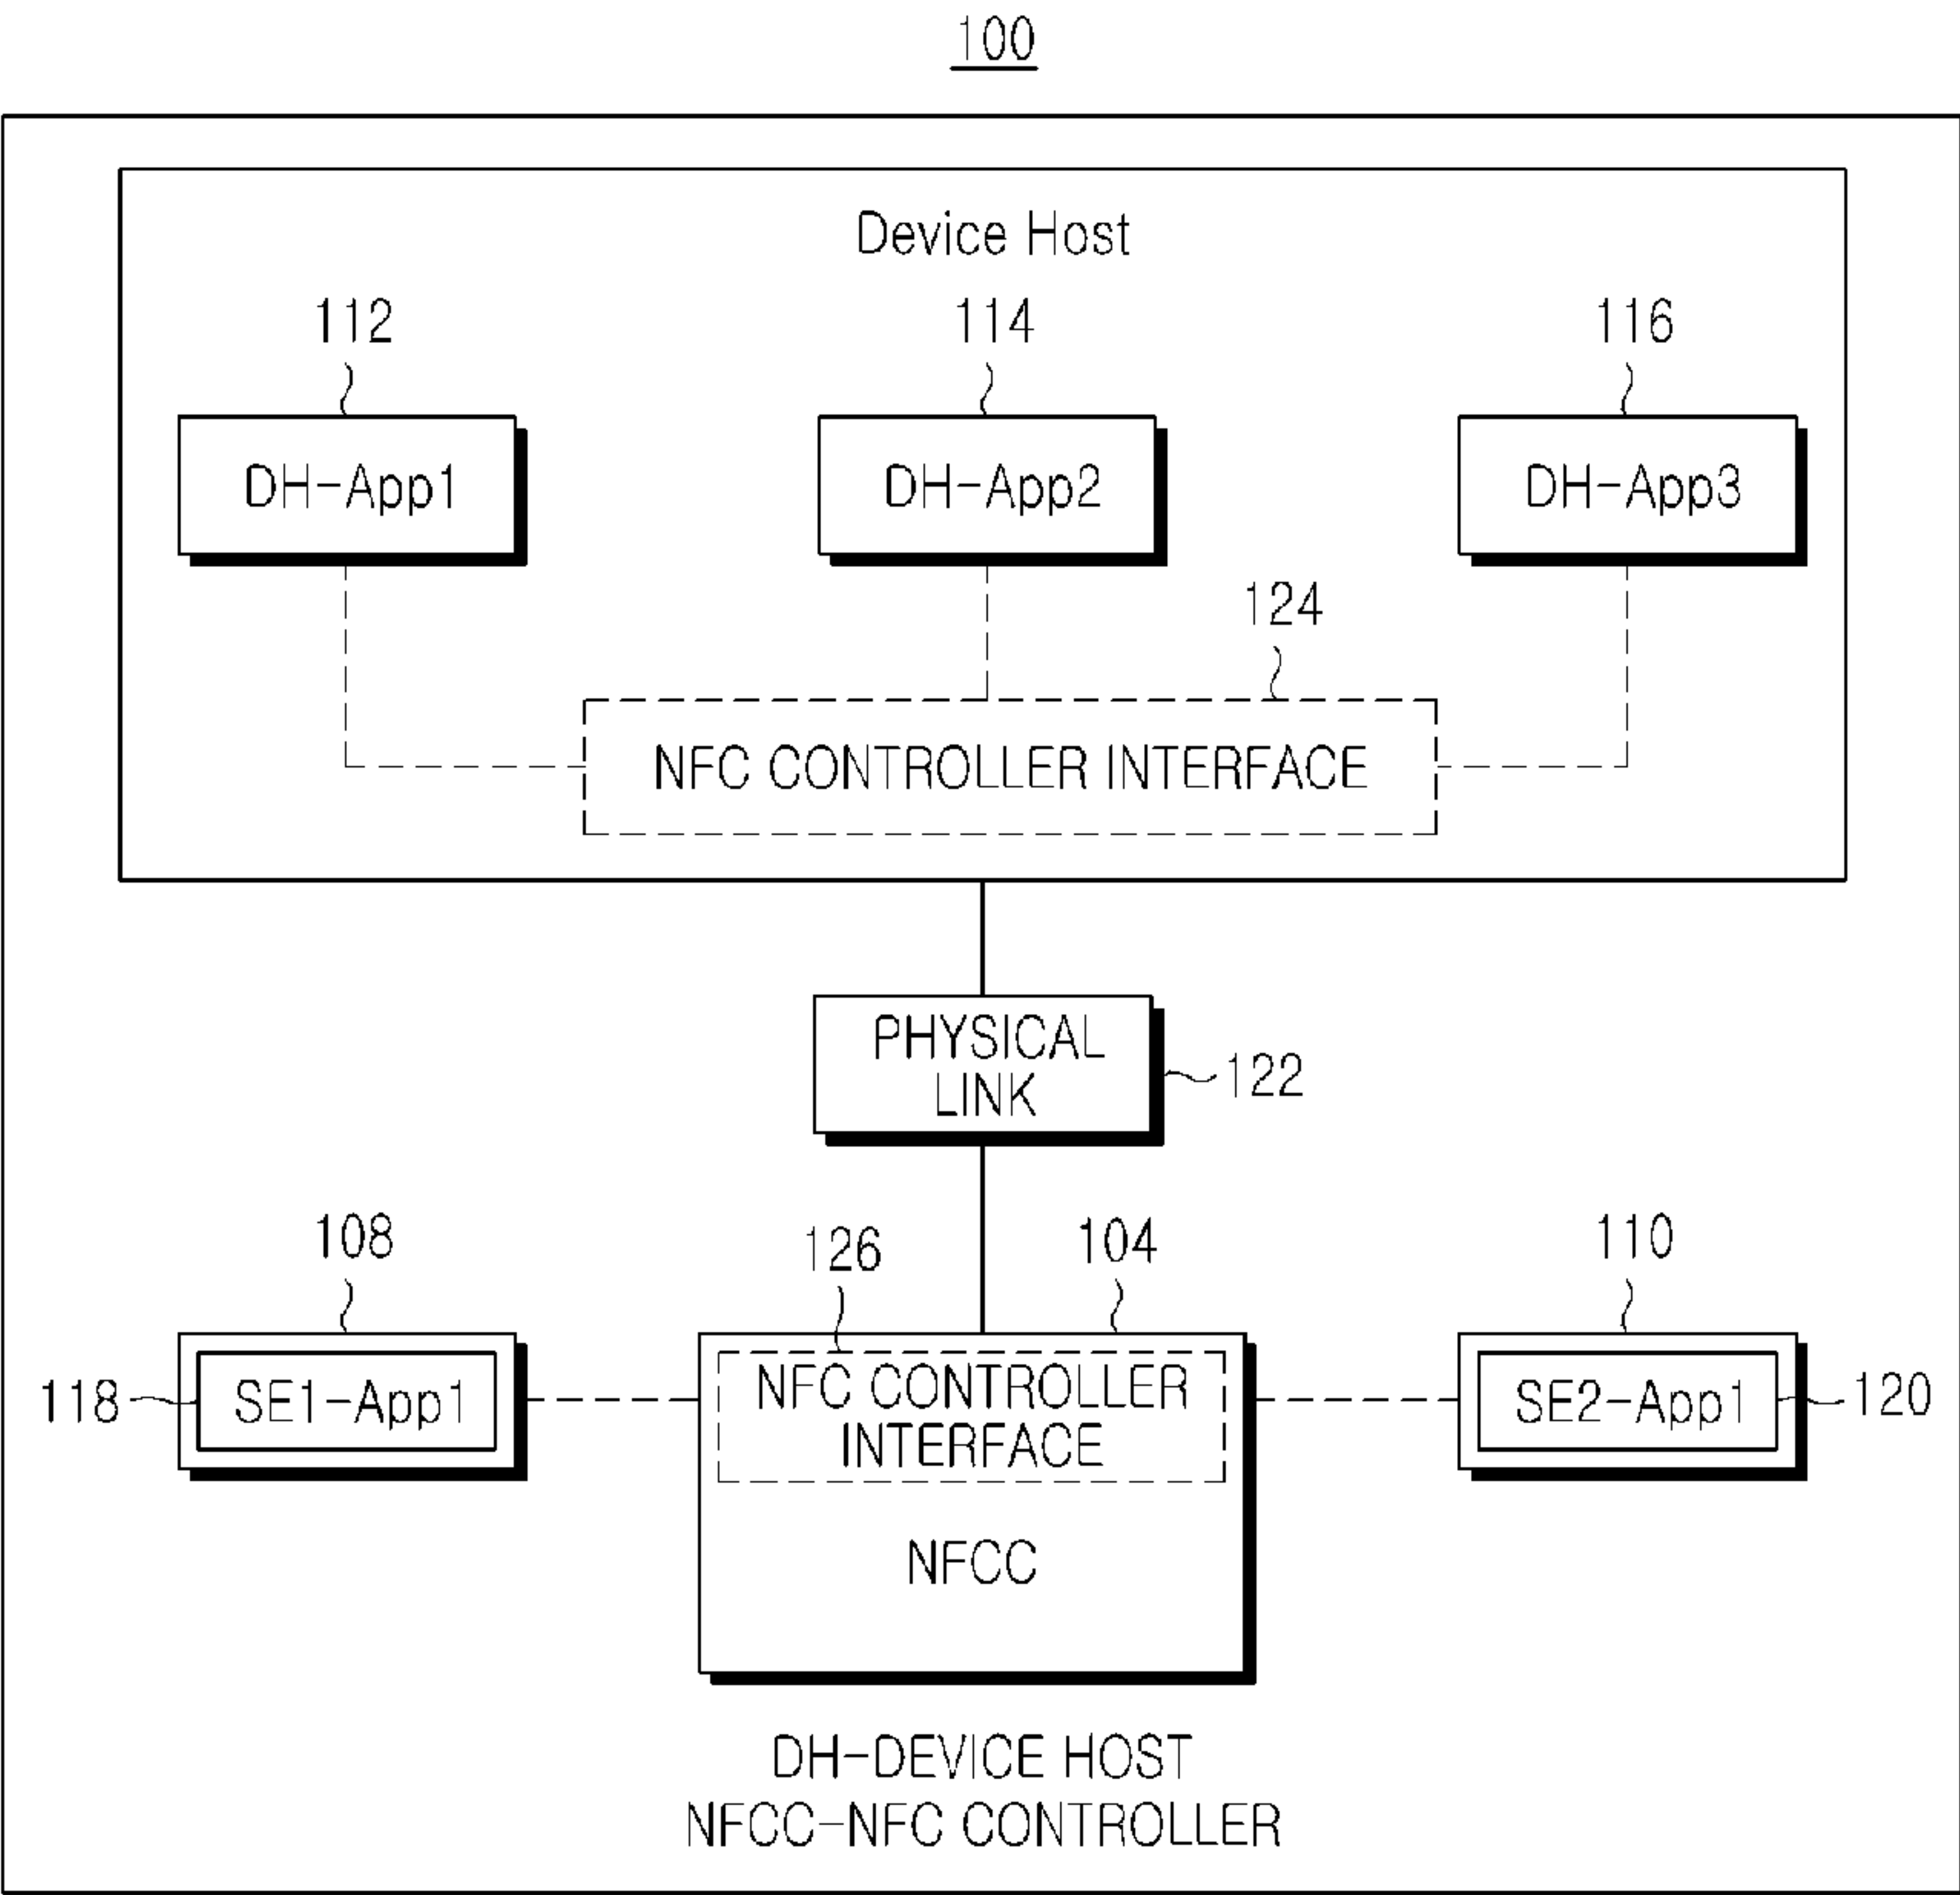 100
Device Host
112
114
116
DH-App1
DH-App2
DH-App3
124
NFC CONTROLLER INTERFACE
PHYSICAL
LINK
122
108
126
104
110
118
SE1-App1
NFC CONTROLLER
INTERFACE
SE2-App1
120
NFCC
DH-DEVICE HOST
NFCC-NFC CONTROLLER